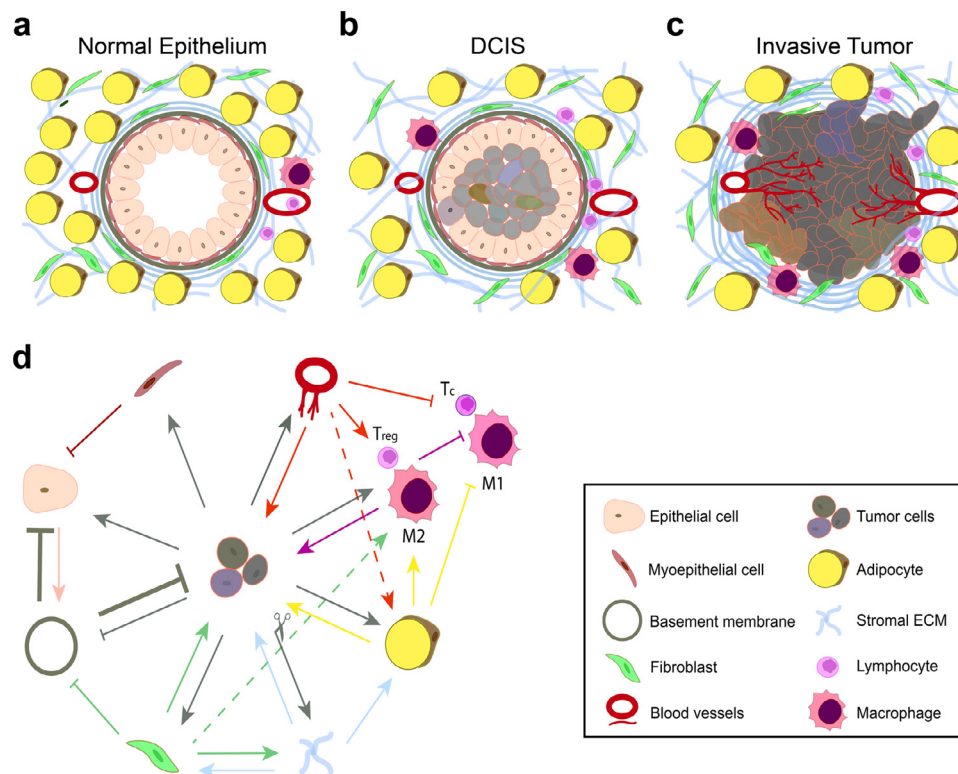 a
Normal Epithelium
b
DCIS
c
Invasive Tumor
d
Tc
Treg
M1
M2
Epithelial cell
Tumor cells
Myoepithelial cell
Adipocyte
Basement membrane
Stromal ECM
Fibroblast
Lymphocyte
Blood vessels
Macrophage